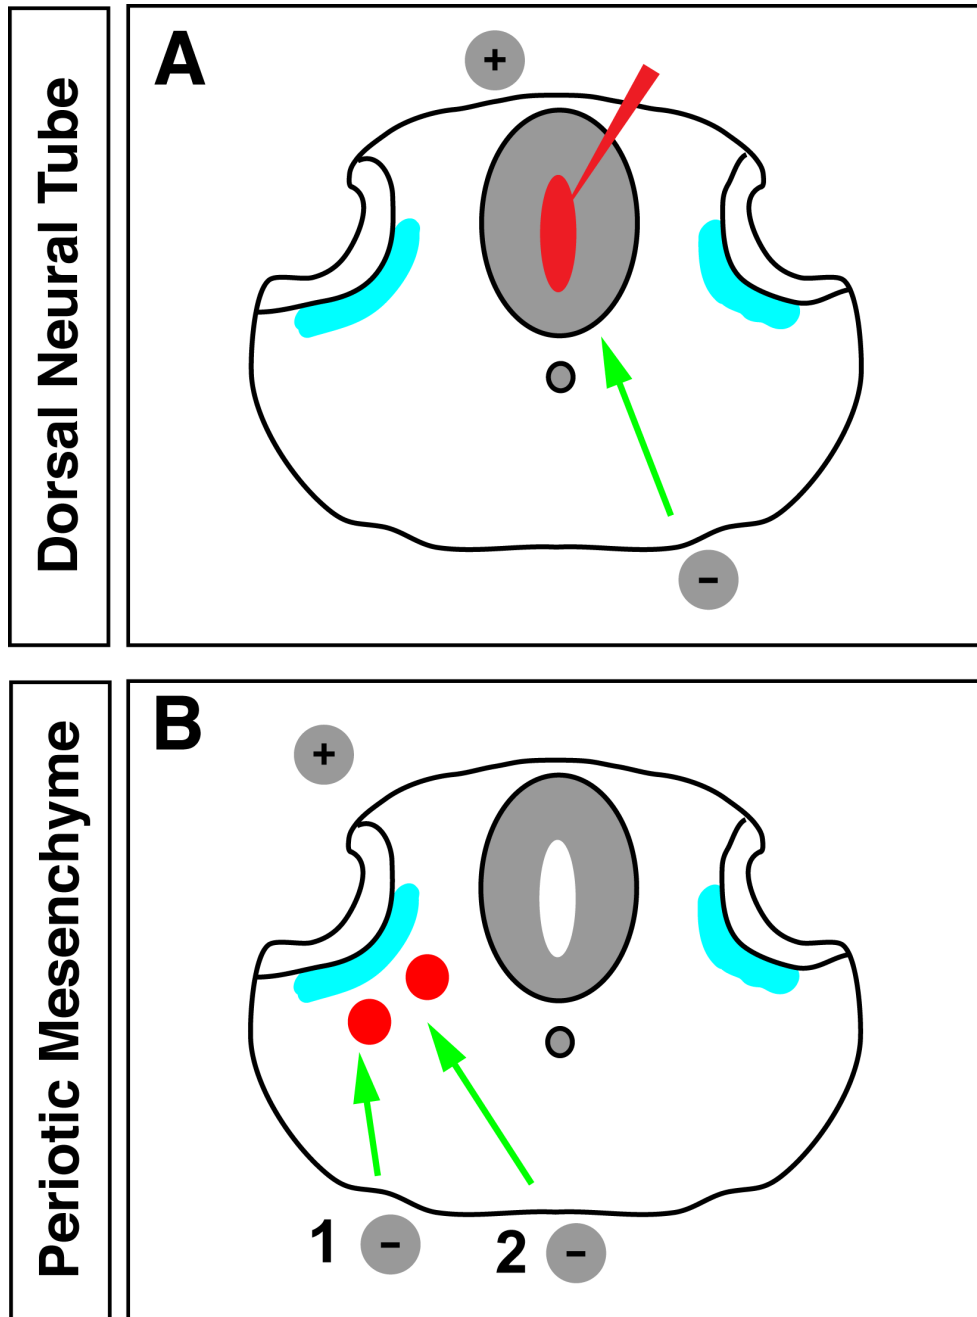 Dorsal Neural Tube
A
+
−
Periotic Mesenchyme
B
+
1 −
2 −